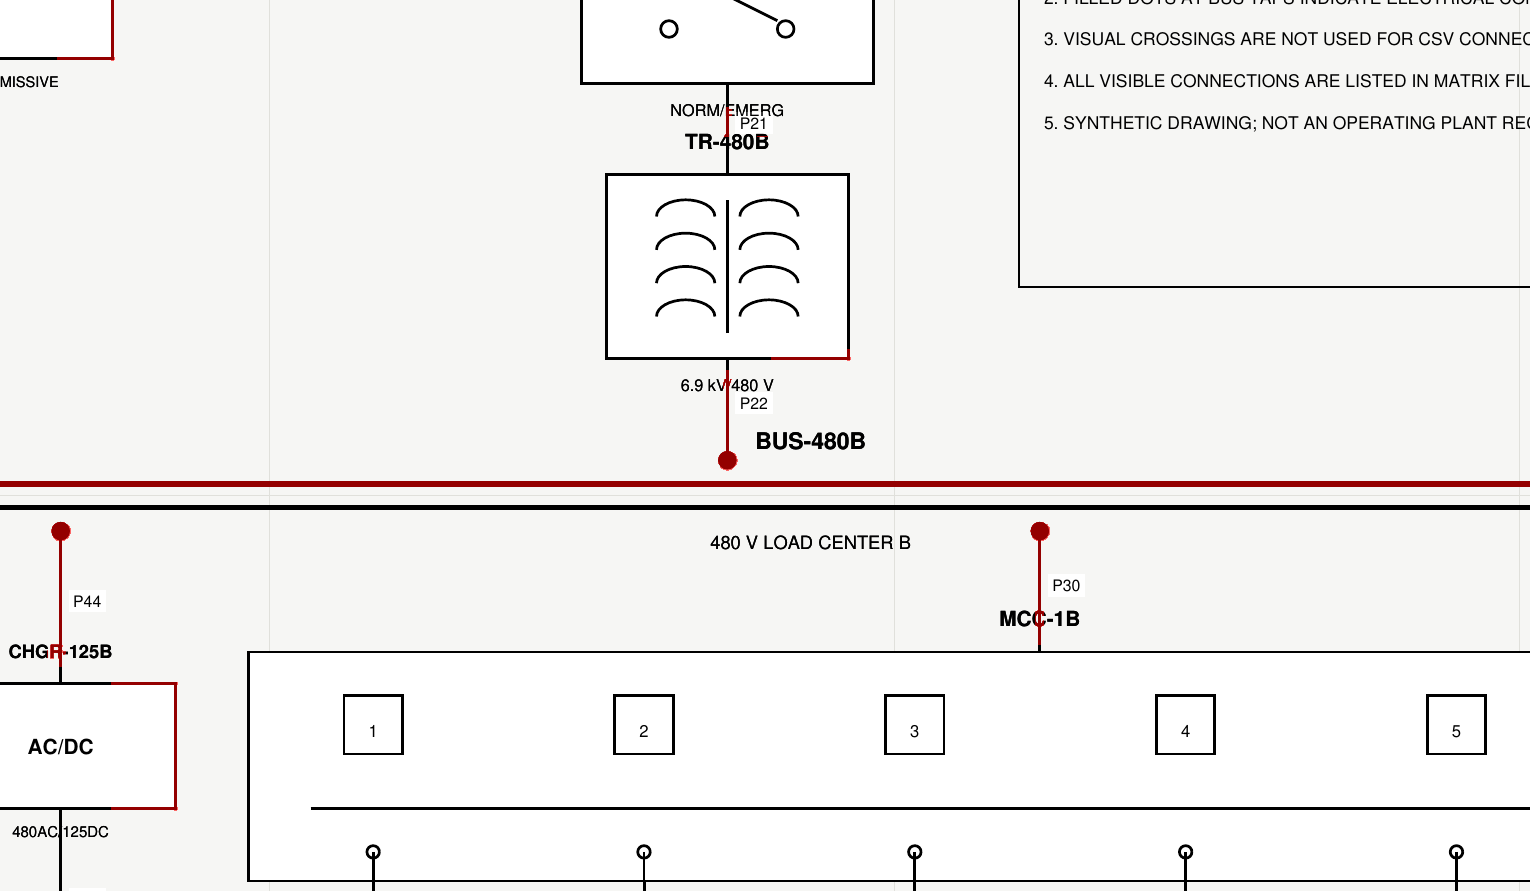 MISSIVE
NORM/EMERG
P21
TR-480B
6.9 kV/480 V
P22
BUS-480B
3. VISUAL CROSSINGS ARE NOT USED FOR CSV CONNEC
4. ALL VISIBLE CONNECTIONS ARE LISTED IN MATRIX FIL
5. SYNTHETIC DRAWING; NOT AN OPERATING PLANT REC
480 V LOAD CENTER B
P44
CHGR-125B
AC/DC
480AC/125DC
P30
MCC-1B
1
2
3
4
5